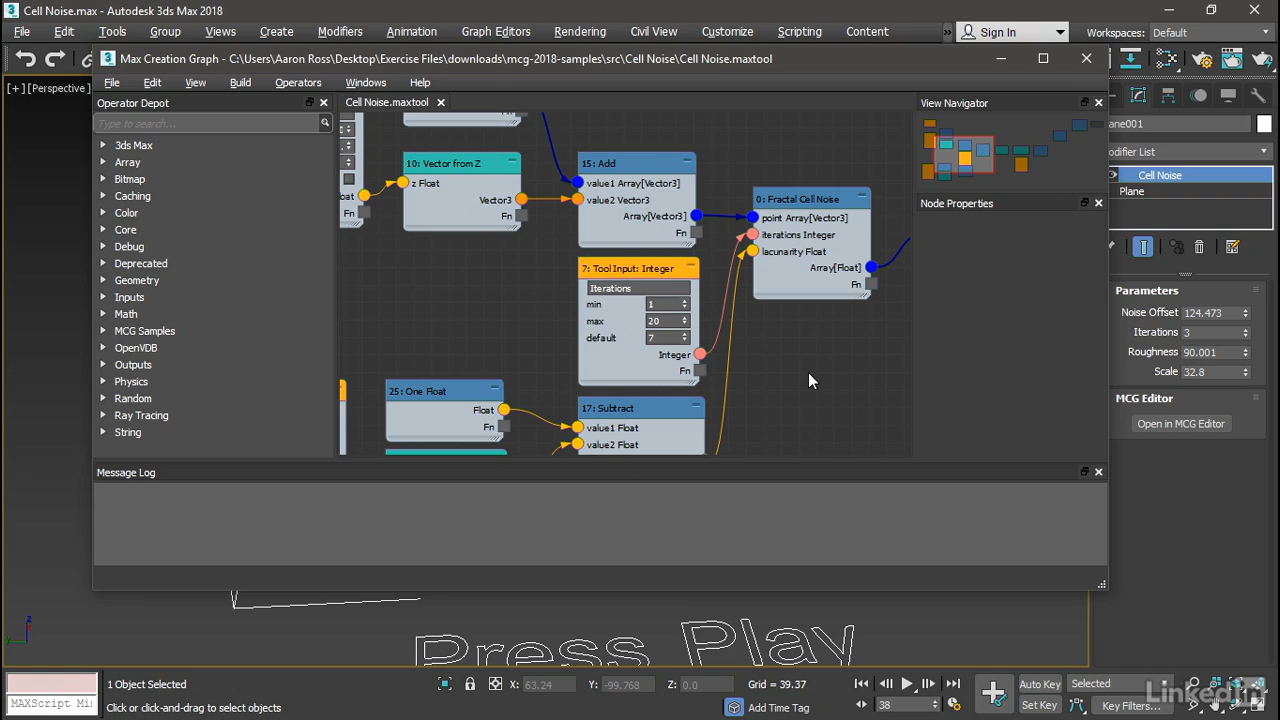 Cell Noise.max - Autodesk 3ds Max 2018
File Edit Tools Group Views Create Modifiers Animation Graph Editors Rendering Civil View Customize Scripting Content » Sign In Workspaces: Default
[+] [Perspective]
Max Creation Graph - C:\Users\Aaron Ross\Desktop\Exercise Files\downloads\mcg-2018-samples\src\Cell Noise\Cell Noise.maxtool
File Edit View Build Operators Windows Help
Operator Depot
Type to search...
3ds Max
Array
Bitmap
Caching
Color
Core
Debug
Deprecated
Geometry
Inputs
Math
MCG Samples
OpenVDB
Outputs
Physics
Random
Ray Tracing
String
Cell Noise.maxtool
Float
Fn
10: Vector from Z
z Float
Vector3
Fn
15: Add
value1 Array[Vector3]
value2 Vector3
Array[Vector3]
Fn
7: Tool Input: Integer
Iterations
min 1
max 20
default 7
Integer
Fn
0: Fractal Cell Noise
point Array[Vector3]
iterations Integer
lacunarity Float
Array[Float]
Fn
25: One Float
Float
Fn
17: Subtract
value1 Float
value2 Float
View Navigator
Node Properties
Message Log
ane001
odifier List
Cell Noise
Plane
Parameters
Noise Offset 124.473
Iterations 3
Roughness 90.001
Scale 32.8
MCG Editor
Open in MCG Editor
Press Play
MAXScript Mi
1 Object Selected
Click or click-and-drag to select objects
X: 63.24 Y: -99.768 Z: 0.0 Grid = 39.37
Add Time Tag
38
Auto Key Selected
Set Key Key Filters...
LinkedIn